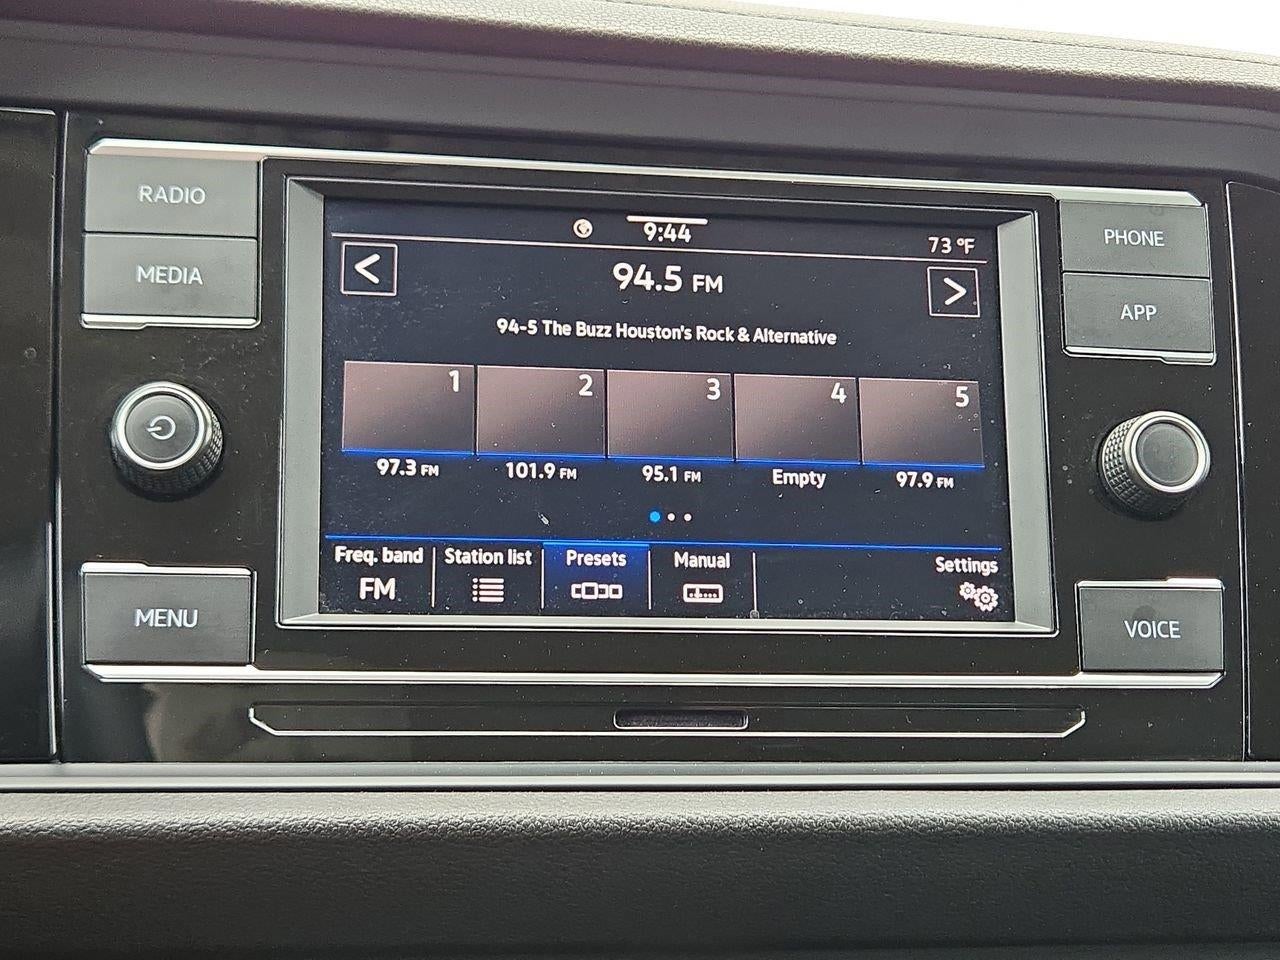 RADIO
MEDIA
MENU
9:44
73 °F
<
94.5 FM
>
94-5 The Buzz Houston's Rock & Alternative
1
2
3
4
5
97.3 FM
101.9 FM
95.1 FM
Empty
97.9 FM
Freq. band
FM
Station list
Presets
Manual
Settings
PHONE
APP
VOICE